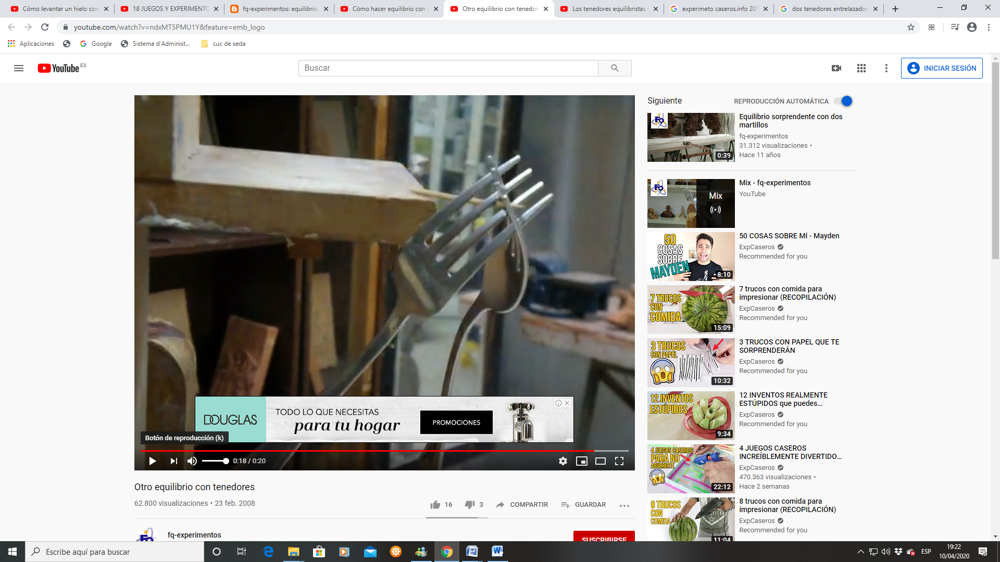 Cómo levantar un hielo con
18 JUEGOS Y EXPERIMENTO
fq-experimentos: equilibrio
Cómo hacer equilibrio con
Otro equilibrio con tenedor
Los tenedores equilibristas
experimeto caseros.info 201
dos tenedores entrelazados
youtube.com/watch?v=ndxMT5PMU1Y&feature=emb_logo
Aplicaciones
Google
Sistema d'Administ...
cuc de seda
YouTube ES
Buscar
INICIAR SESIÓN
DOUGLAS
TODO LO QUE NECESITAS
para tu hogar
PROMOCIONES
Botón de reproducción (k)
0:18 / 0:20
Otro equilibrio con tenedores
62.800 visualizaciones • 23 feb. 2008
16
3
COMPARTIR
GUARDAR
FQ
fq-experimentos
SUSCRIBIRSE
Siguiente
REPRODUCCIÓN AUTOMÁTICA
FQ
0:39
Equilibrio sorprendente con dos
martillos
fq-experimentos
31.312 visualizaciones •
Hace 11 años
FQ
Mix
Mix - fq-experimentos
YouTube
50
COSAS
SOBRE
MAYDEN
8:10
50 COSAS SOBRE MÍ - Mayden
ExpCaseros
Recommended for you
7 TRUCOS
CON
COMIDA
15:09
7 trucos con comida para
impresionar (RECOPILACIÓN)
ExpCaseros
Recommended for you
3 TRUCOS
CON PAPEL
10:32
3 TRUCOS CON PAPEL QUE TE
SORPRENDERÁN
ExpCaseros
Recommended for you
12 INVENTOS
ESTÚPIDOS
9:34
12 INVENTOS REALMENTE
ESTÚPIDOS que puedes...
ExpCaseros
Recommended for you
4 JUEGOS CASEROS
PARA NO
ABURRIRTE
22:12
4 JUEGOS CASEROS
INCREÍBLEMENTE DIVERTIDO...
ExpCaseros
470.363 visualizaciones •
Hace 2 semanas
8 TRUCOS
CON
COMIDA
11:04
8 trucos con comida para
impresionar (RECOPILACIÓN)
ExpCaseros
Recommended for you
Escribe aquí para buscar
ESP
19:22
10/04/2020